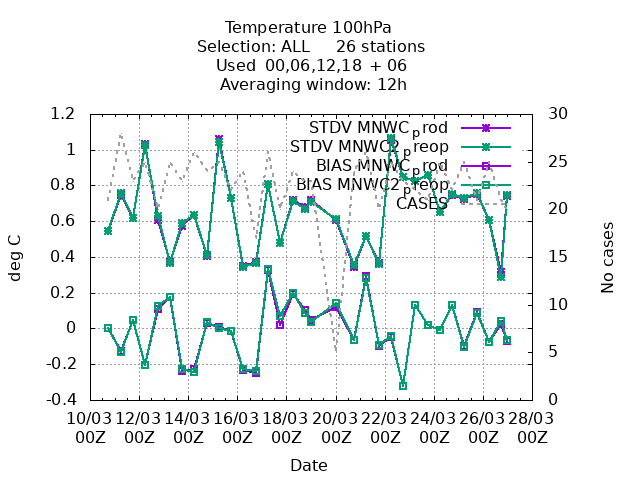 Temperature 100hPa
Selection: ALL 26 stations
Used 00,06,12,18 + 06
Averaging window: 12h
1.2
1
0.8
0.6
0.4
0.2
0
-0.2
-0.4
deg C
30
25
20
15
10
5
0
No cases
STDV MNWC_prod
STDV MNWC2_preop
BIAS MNWC_prod
BIAS MNWC2_preop
CASES
10/03 12/03 14/03 16/03 18/03 20/03 22/03 24/03 26/03 28/03
00Z 00Z 00Z 00Z 00Z 00Z 00Z 00Z 00Z 00Z
Date